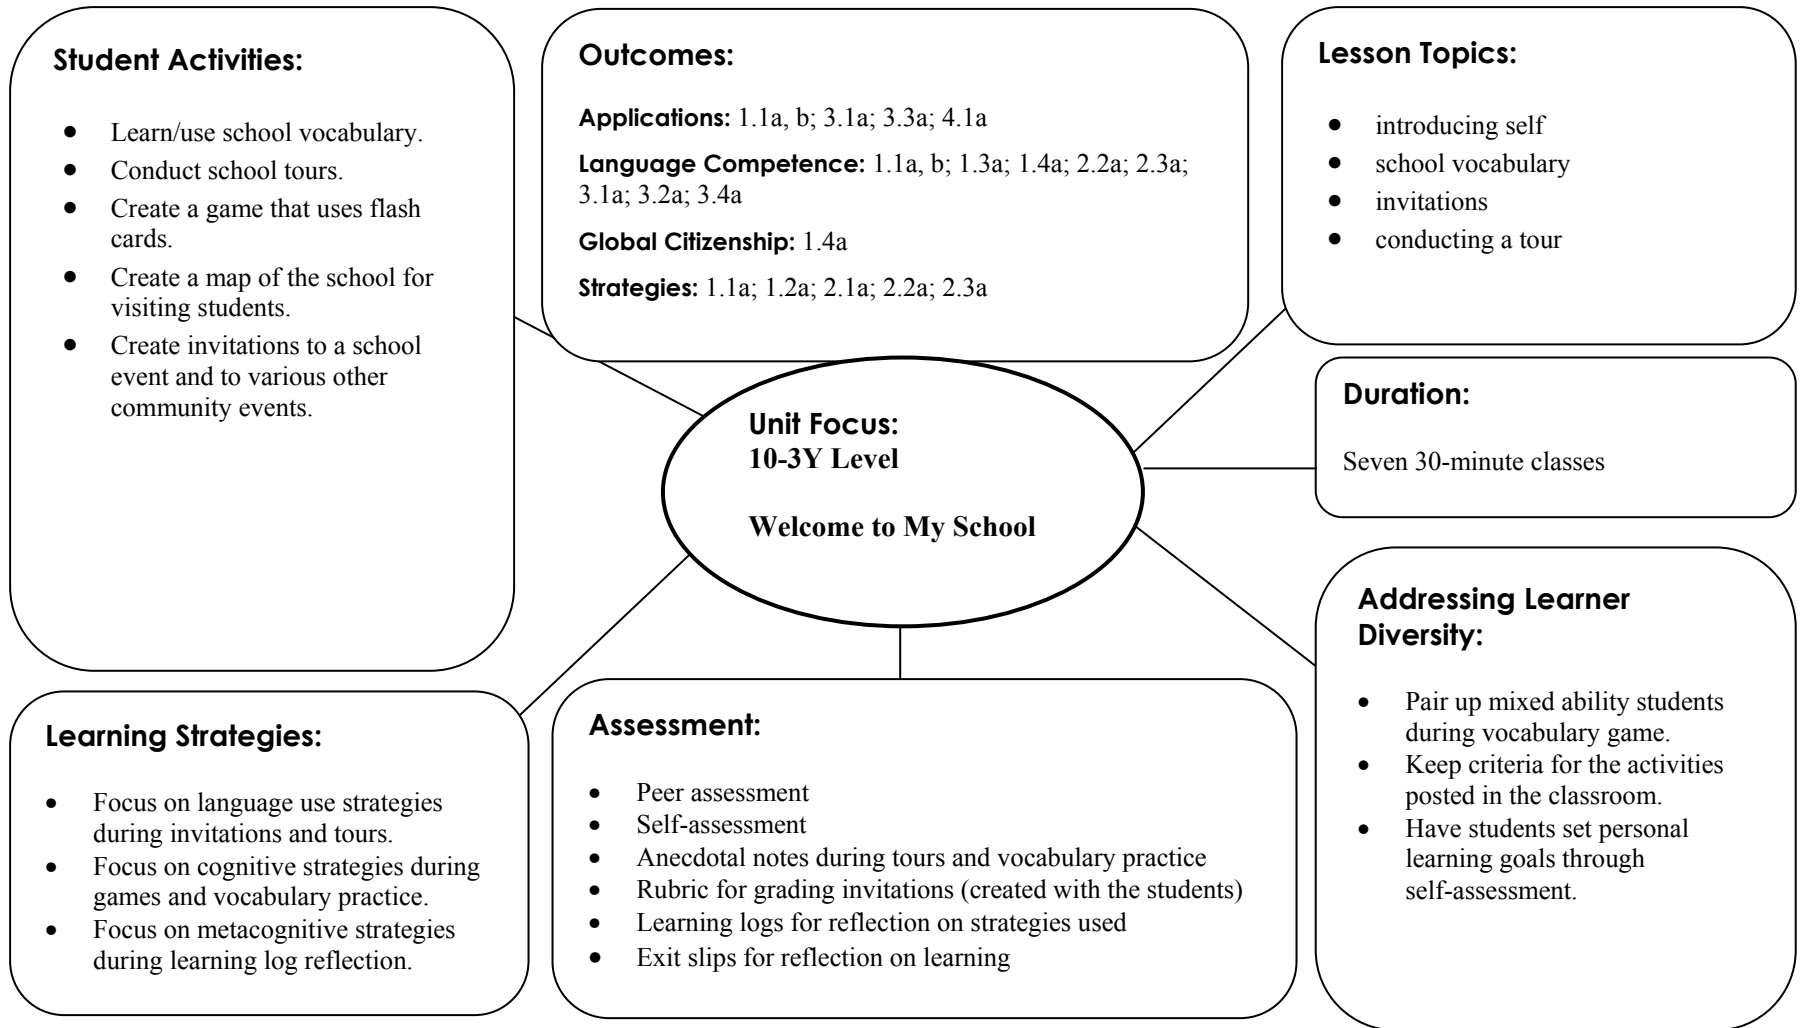 Student Activities:
• Learn/use school vocabulary.
• Conduct school tours.
• Create a game that uses flash
cards.
• Create a map of the school for
visiting students.
• Create invitations to a school
event and to various other
community events.
Outcomes:
Applications: 1.1a, b; 3.1a; 3.3a; 4.1a
Language Competence: 1.1a, b; 1.3a; 1.4a; 2.2a; 2.3a;
3.1a; 3.2a; 3.4a
Global Citizenship: 1.4a
Strategies: 1.1a; 1.2a; 2.1a; 2.2a; 2.3a
Lesson Topics:
• introducing self
• school vocabulary
• invitations
• conducting a tour
Unit Focus:
10-3Y Level
Welcome to My School
Duration:
Seven 30-minute classes
Learning Strategies:
• Focus on language use strategies
during invitations and tours.
• Focus on cognitive strategies during
games and vocabulary practice.
• Focus on metacognitive strategies
during learning log reflection.
Assessment:
• Peer assessment
• Self-assessment
• Anecdotal notes during tours and vocabulary practice
• Rubric for grading invitations (created with the students)
• Learning logs for reflection on strategies used
• Exit slips for reflection on learning
Addressing Learner
Diversity:
• Pair up mixed ability students
during vocabulary game.
• Keep criteria for the activities
posted in the classroom.
• Have students set personal
learning goals through
self-assessment.